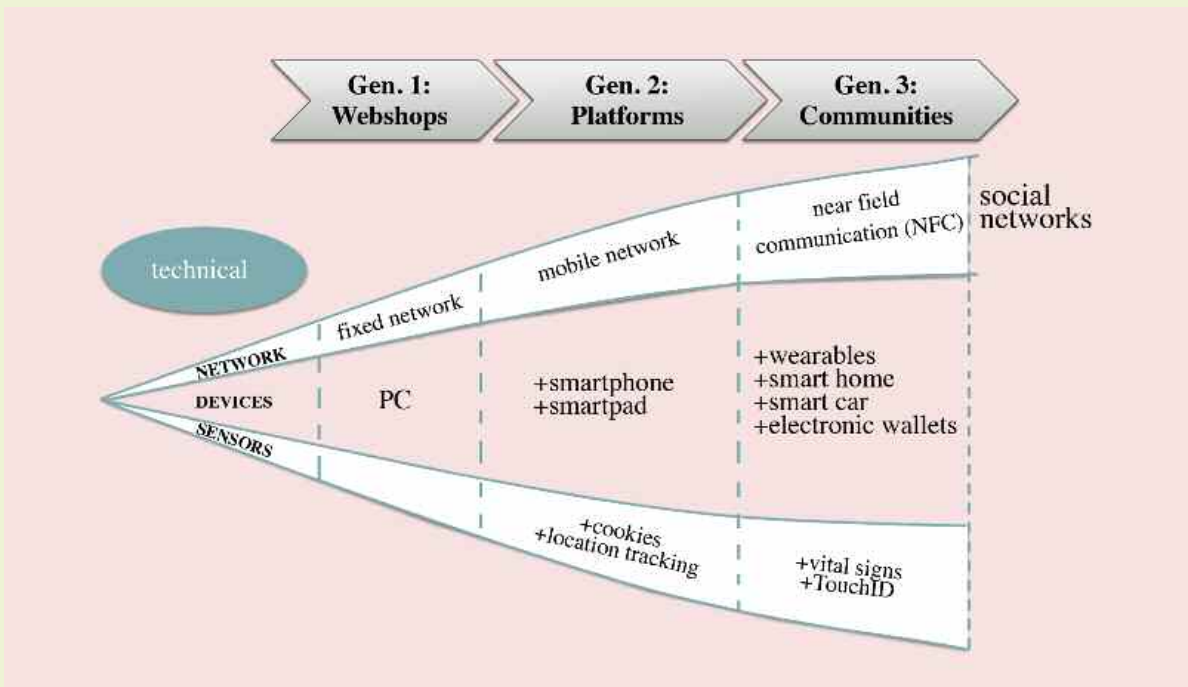 Gen. 1:
Webshops
Gen. 2:
Platforms
Gen. 3:
Communities
technical
NETWORK
fixed network
mobile network
near field
communication (NFC)
social
networks
DEVICES
PC
+smartphone
+smartpad
+wearables
+smart home
+smart car
+electronic wallets
SENSORS
+cookies
+location tracking
+vital signs
+TouchID